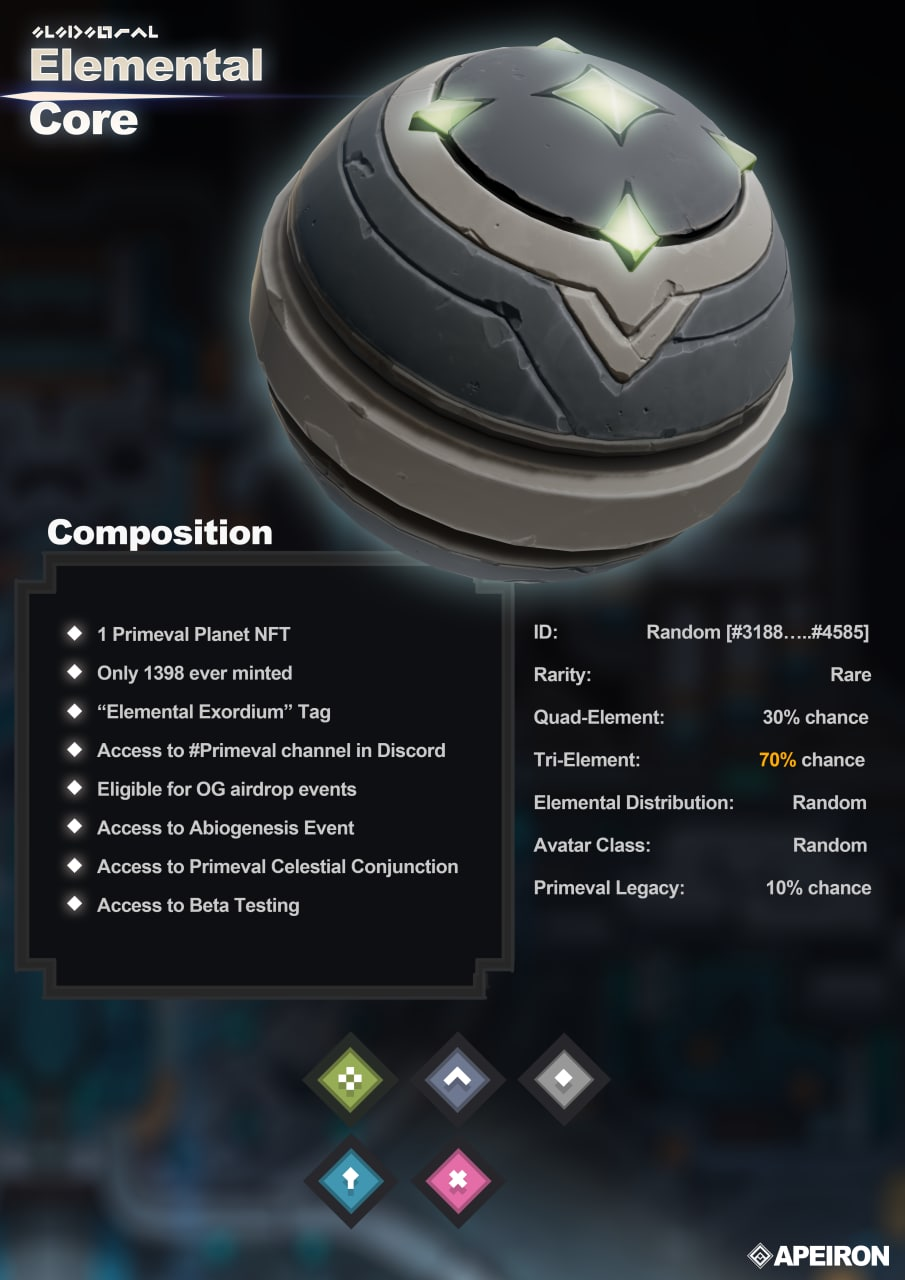 Elemental
Core
Composition
1 Primeval Planet NFT
Only 1398 ever minted
“Elemental Exordium” Tag
Access to #Primeval channel in Discord
Eligible for OG airdrop events
Access to Abiogenesis Event
Access to Primeval Celestial Conjunction
Access to Beta Testing
ID: Random [#3188.....#4585]
Rarity: Rare
Quad-Element: 30% chance
Tri-Element: 70% chance
Elemental Distribution: Random
Avatar Class: Random
Primeval Legacy: 10% chance
APEIRON